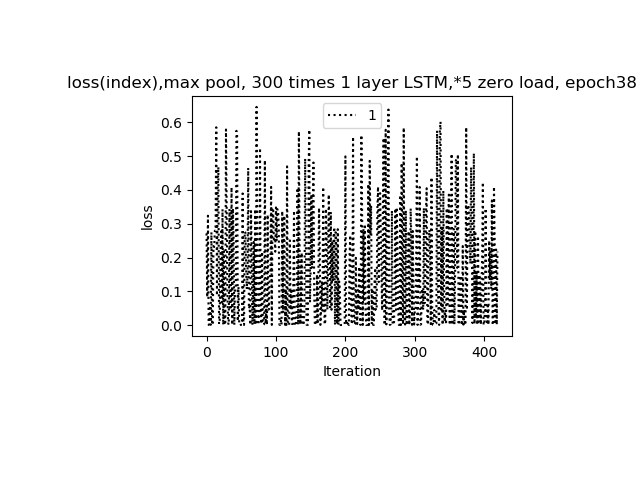 loss(index),max pool, 300 times 1 layer LSTM,*5 zero load, epoch38
1
0.6
0.5
0.4
0.3
0.2
0.1
0.0
loss
0 100 200 300 400
Iteration